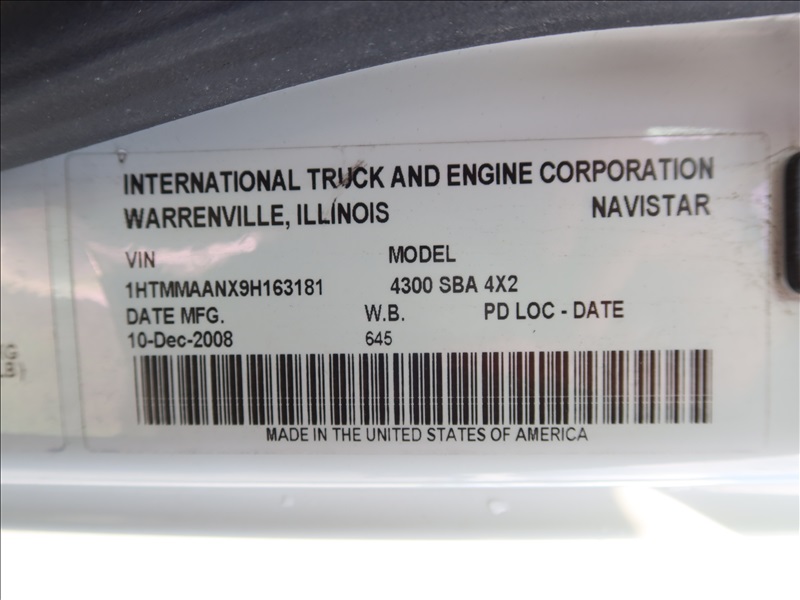 INTERNATIONAL TRUCK AND ENGINE CORPORATION
WARRENVILLE, ILLINOIS NAVISTAR
VIN MODEL
1HTMMAANX9H163181 4300 SBA 4X2
DATE MFG. W.B. PD LOC - DATE
10-Dec-2008 645
MADE IN THE UNITED STATES OF AMERICA